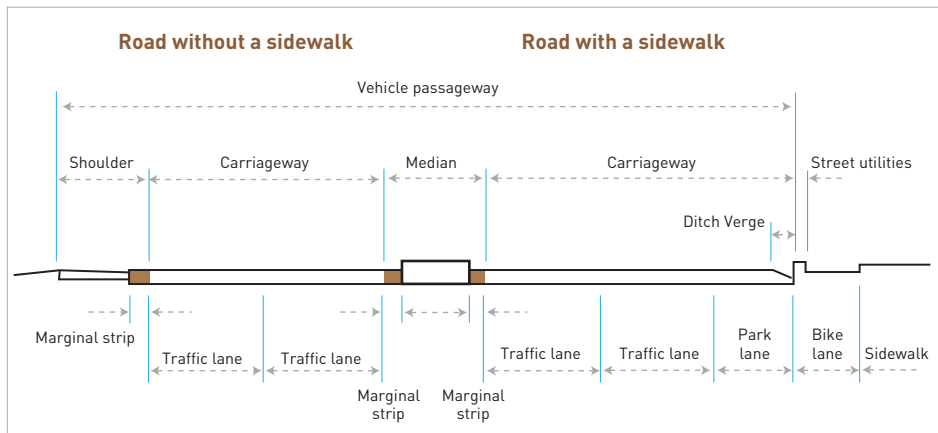 Road without a sidewalk
Road with a sidewalk
Vehicle passageway
Shoulder
Carriageway
Median
Carriageway
Street utilities
Ditch Verge
Marginal strip
Traffic lane
Traffic lane
Marginal
strip
Marginal
strip
Traffic lane
Traffic lane
Park
lane
Bike
lane
Sidewalk